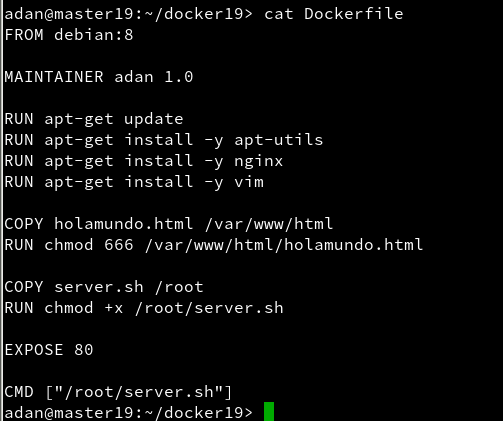 adan@master19:~/docker19> cat Dockerfile
FROM debian:8
MAINTAINER adan 1.0
RUN apt-get update
RUN apt-get install -y apt-utils
RUN apt-get install -y nginx
RUN apt-get install -y vim
COPY holamundo.html /var/www/html
RUN chmod 666 /var/www/html/holamundo.html
COPY server.sh /root
RUN chmod +x /root/server.sh
EXPOSE 80
CMD ["/root/server.sh"]
adan@master19:~/docker19>